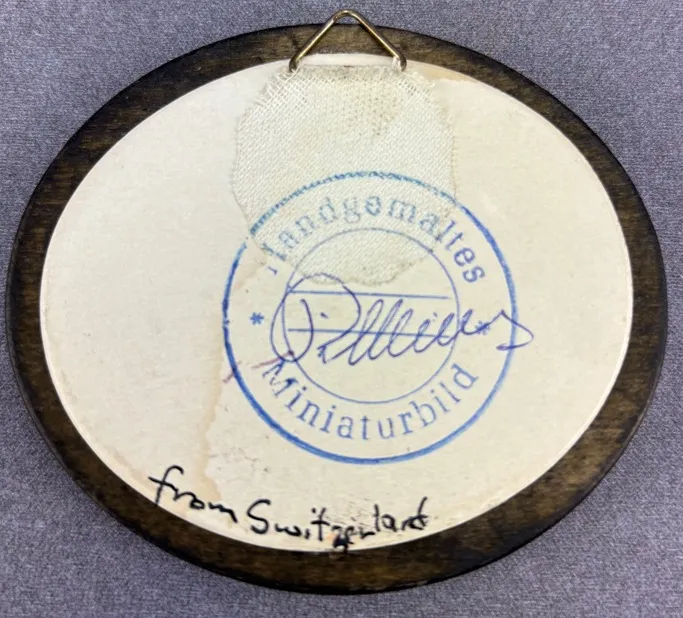 Handgemaltes
* *
Miniaturbild
from Switzerland